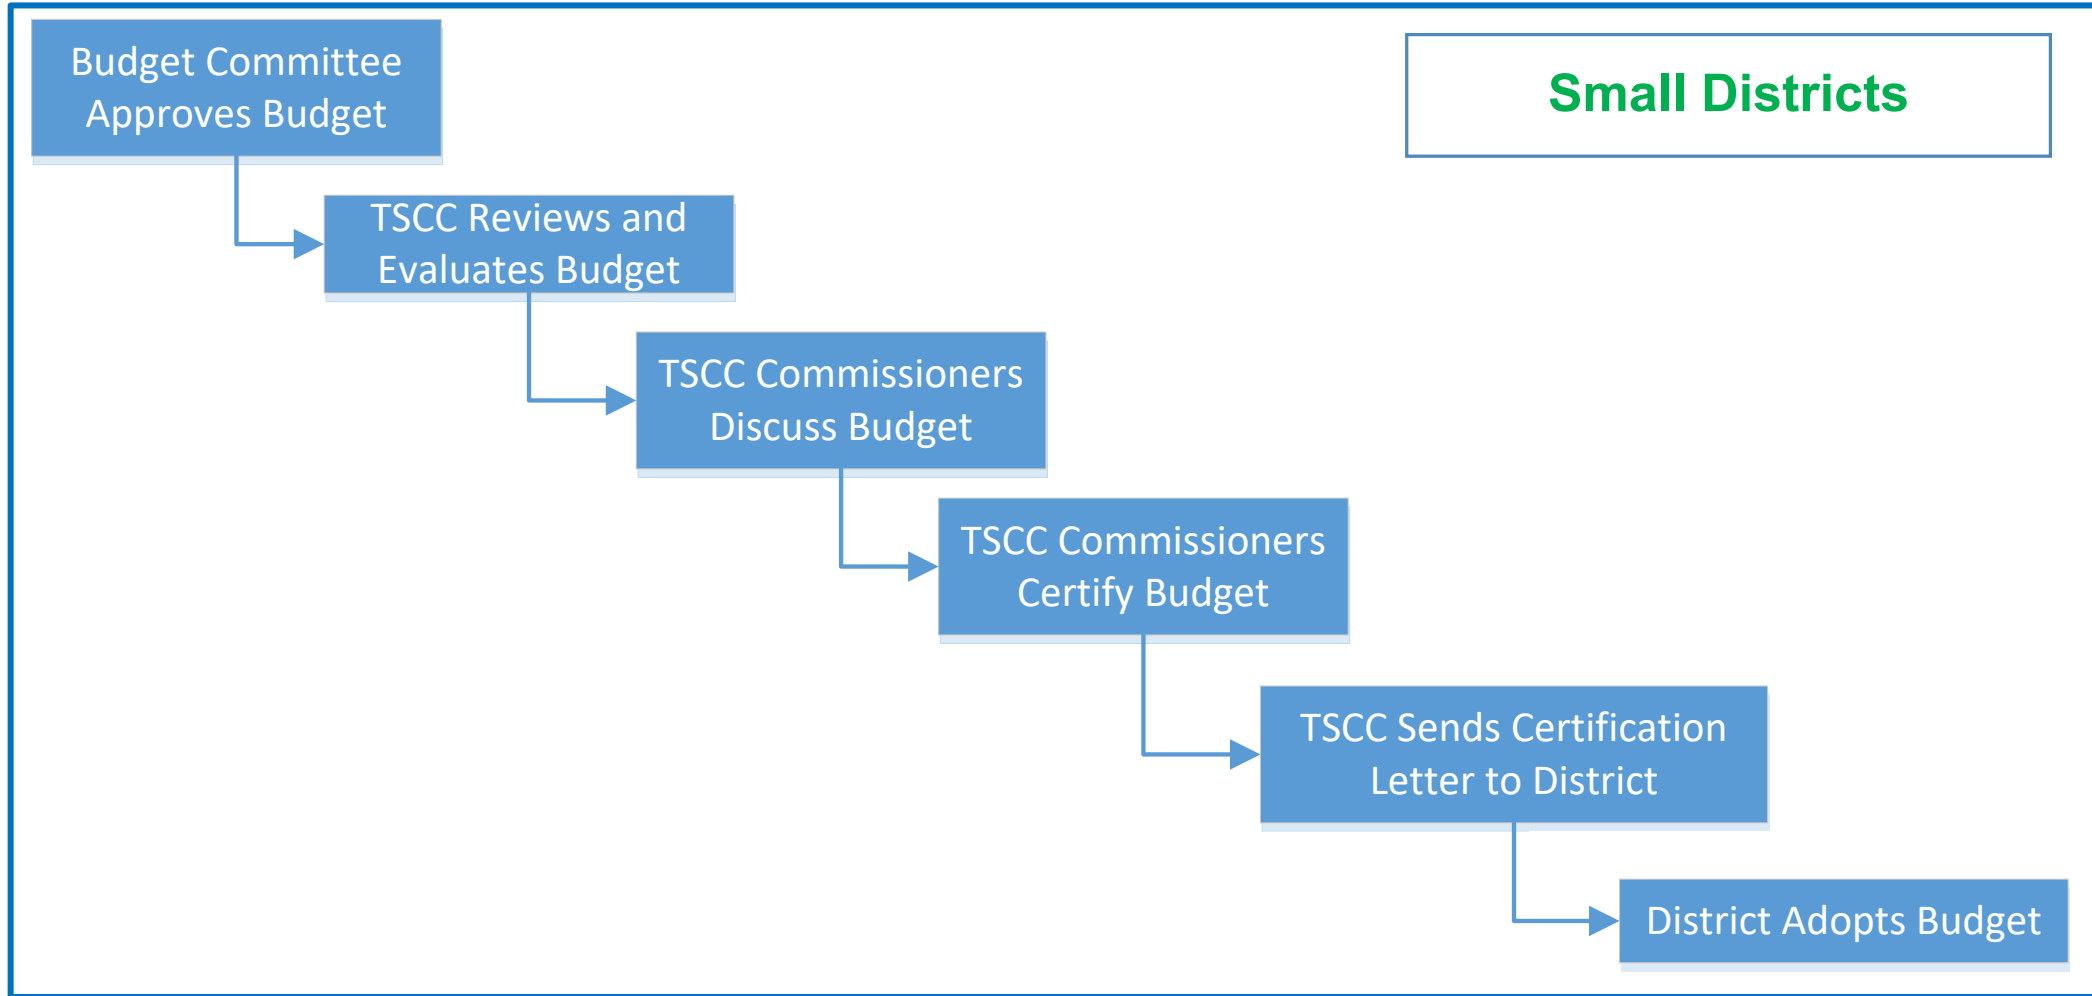 Budget Committee
Approves Budget
Small Districts
TSCC Reviews and
Evaluates Budget
TSCC Commissioners
Discuss Budget
TSCC Commissioners
Certify Budget
TSCC Sends Certification
Letter to District
District Adopts Budget